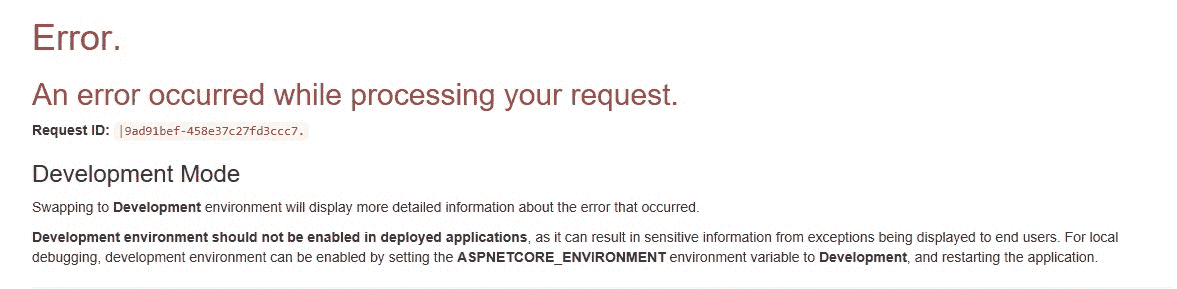 Error.
An error occurred while processing your request.
Request ID: |9ad91bef-458e37c27fd3ccc7.
Development Mode
Swapping to Development environment will display more detailed information about the error that occurred.
Development environment should not be enabled in deployed applications, as it can result in sensitive information from exceptions being displayed to end users. For local
debugging, development environment can be enabled by setting the ASPNETCORE_ENVIRONMENT environment variable to Development, and restarting the application.